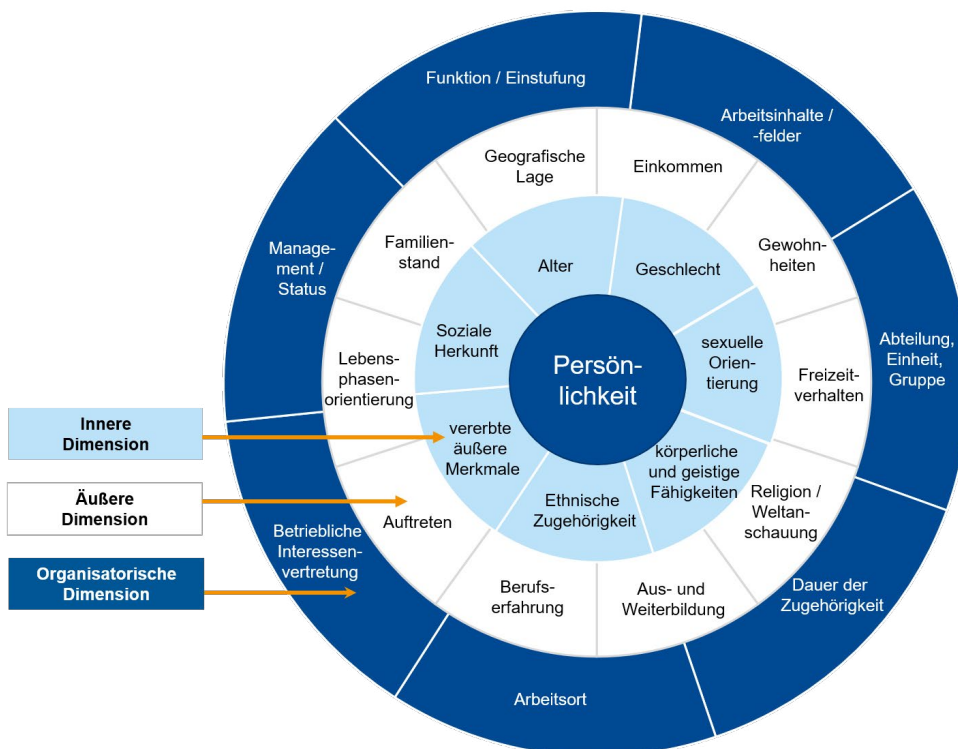 Funktion / Einstufung
Arbeitsinhalte /
-felder
Abteilung,
Einheit,
Gruppe
Dauer der
Zugehörigkeit
Arbeitsort
Betriebliche
Interessen-
vertretung
Manage-
ment /
Status
Geografische
Lage
Einkommen
Gewohn-
heiten
Freizeit-
verhalten
Religion /
Weltan-
schauung
Aus- und
Weiterbildung
Berufs-
erfahrung
Auftreten
Lebens-
phasen-
orientierung
Familien-
stand
Alter
Geschlecht
sexuelle
Orien-
tierung
körperliche
und geistige
Fähigkeiten
Ethnische
Zugehörigkeit
vererbte
äußere
Merkmale
Soziale
Herkunft
Persön-
lichkeit
Innere
Dimension
Äußere
Dimension
Organisatorische
Dimension